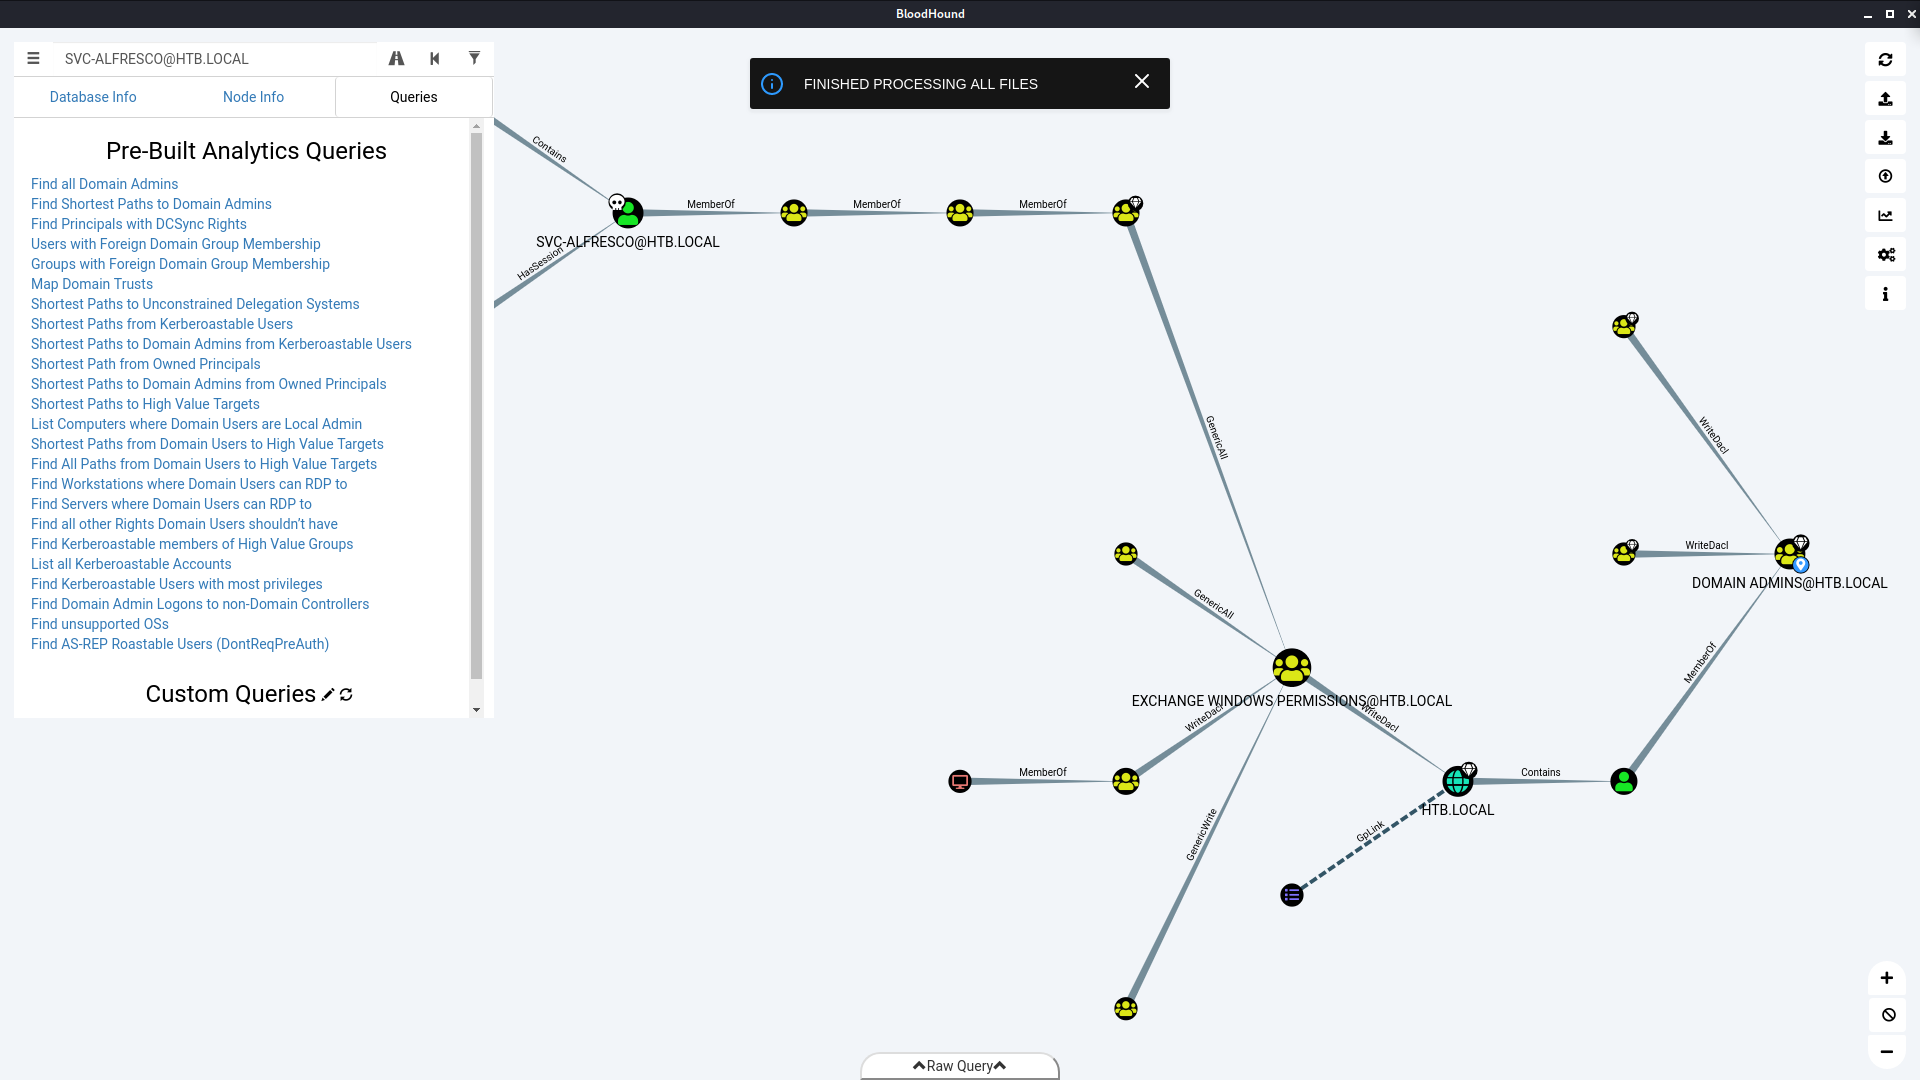 BloodHound
SVC-ALFRESCO@HTB.LOCAL
Database Info
Node Info
Queries
Pre-Built Analytics Queries
Find all Domain Admins
Find Shortest Paths to Domain Admins
Find Principals with DCSync Rights
Users with Foreign Domain Group Membership
Groups with Foreign Domain Group Membership
Map Domain Trusts
Shortest Paths to Unconstrained Delegation Systems
Shortest Paths from Kerberoastable Users
Shortest Paths to Domain Admins from Kerberoastable Users
Shortest Path from Owned Principals
Shortest Paths to Domain Admins from Owned Principals
Shortest Paths to High Value Targets
List Computers where Domain Users are Local Admin
Shortest Paths from Domain Users to High Value Targets
Find All Paths from Domain Users to High Value Targets
Find Workstations where Domain Users can RDP to
Find Servers where Domain Users can RDP to
Find all other Rights Domain Users shouldn’t have
Find Kerberoastable members of High Value Groups
List all Kerberoastable Accounts
Find Kerberoastable Users with most privileges
Find Domain Admin Logons to non-Domain Controllers
Find unsupported OSs
Find AS-REP Roastable Users (DontReqPreAuth)
Custom Queries
FINISHED PROCESSING ALL FILES
Contains
MemberOf
MemberOf
MemberOf
SVC-ALFRESCO@HTB.LOCAL
HasSession
GenericAll
WriteDacl
WriteDacl
DOMAIN ADMINS@HTB.LOCAL
GenericAll
MemberOf
EXCHANGE WINDOWS PERMISSIONS@HTB.LOCAL
WriteDacl
WriteDacl
MemberOf
Contains
HTB.LOCAL
GpLink
GenericWrite
Raw Query